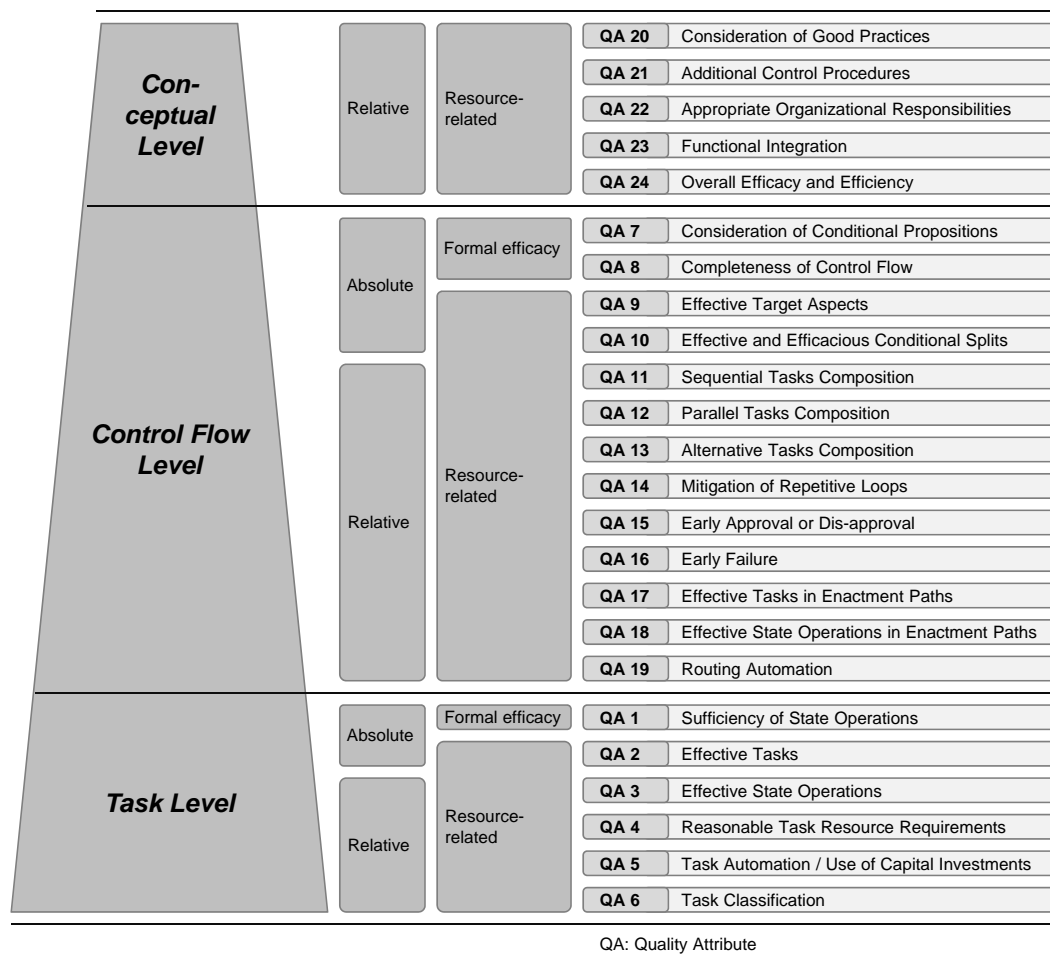 Con-
ceptual
Level
Relative
Resource-
related
QA 20 Consideration of Good Practices
QA 21 Additional Control Procedures
QA 22 Appropriate Organizational Responsibilities
QA 23 Functional Integration
QA 24 Overall Efficacy and Efficiency
Control Flow
Level
Absolute
Relative
Formal efficacy
Resource-
related
QA 7 Consideration of Conditional Propositions
QA 8 Completeness of Control Flow
QA 9 Effective Target Aspects
QA 10 Effective and Efficacious Conditional Splits
QA 11 Sequential Tasks Composition
QA 12 Parallel Tasks Composition
QA 13 Alternative Tasks Composition
QA 14 Mitigation of Repetitive Loops
QA 15 Early Approval or Dis-approval
QA 16 Early Failure
QA 17 Effective Tasks in Enactment Paths
QA 18 Effective State Operations in Enactment Paths
QA 19 Routing Automation
Task Level
Absolute
Relative
Formal efficacy
Resource-
related
QA 1 Sufficiency of State Operations
QA 2 Effective Tasks
QA 3 Effective State Operations
QA 4 Reasonable Task Resource Requirements
QA 5 Task Automation / Use of Capital Investments
QA 6 Task Classification
QA: Quality Attribute